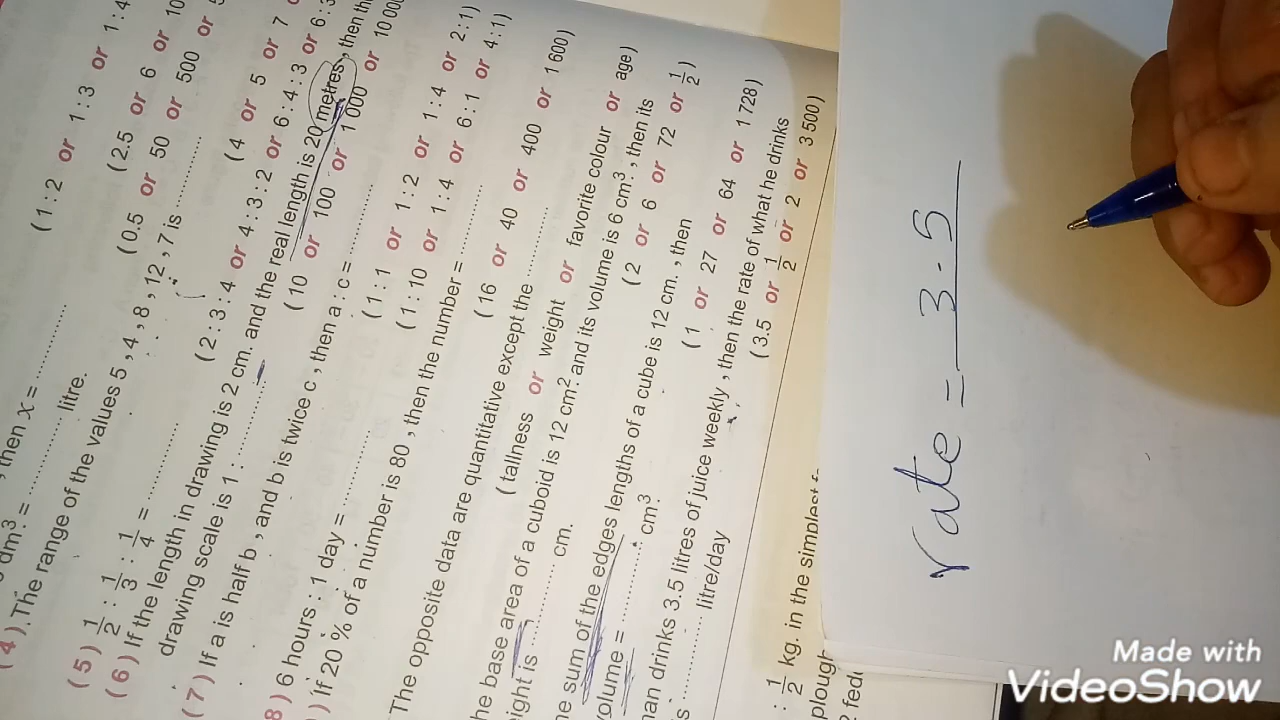 (1:2 or 1:3 or 1:4
, then x = ............
(2.5 or 6 or 10
dm³ = ............ litre.
(0.5 or 50 or 500 or 5
(4) The range of the values 5 , 4 , 8 , 12 , 7 is ............
(4 or 5 or 7
(5) 1/2 : 1/3 : 1/4 = ............
(2:3:4 or 4:3:2 or 6:4:3 or 6:3
(6) If the length in drawing is 2 cm. and the real length is 20 metres , then th
drawing scale is 1 : ............
(10 or 100 or 1 000 or 10 000
(7) If a is half b , and b is twice c , then a : c = ............
(1:1 or 1:2 or 1:4 or 2:1)
8) 6 hours : 1 day = ............
(1:10 or 1:4 or 6:1 or 4:1)
) If 20 % of a number is 80 , then the number = ............
(16 or 40 or 400 or 1 600)
The opposite data are quantitative except the ............
(tallness or weight or favorite colour or age)
he base area of a cuboid is 12 cm² and its volume is 6 cm³ , then its
eight is ............ cm.
(2 or 6 or 72 or 1/2)
he sum of the edges lengths of a cube is 12 cm. , then
volume = ............ cm³.
(1 or 27 or 64 or 1 728)
nan drinks 3.5 litres of juice weekly , then the rate of what he drinks
s ............ litre/day
(3.5 or 1/2 or 2 or 3 500)
: 1/2 kg. in the simplest
plough
fed
rate = 3.5
Made with
VideoShow